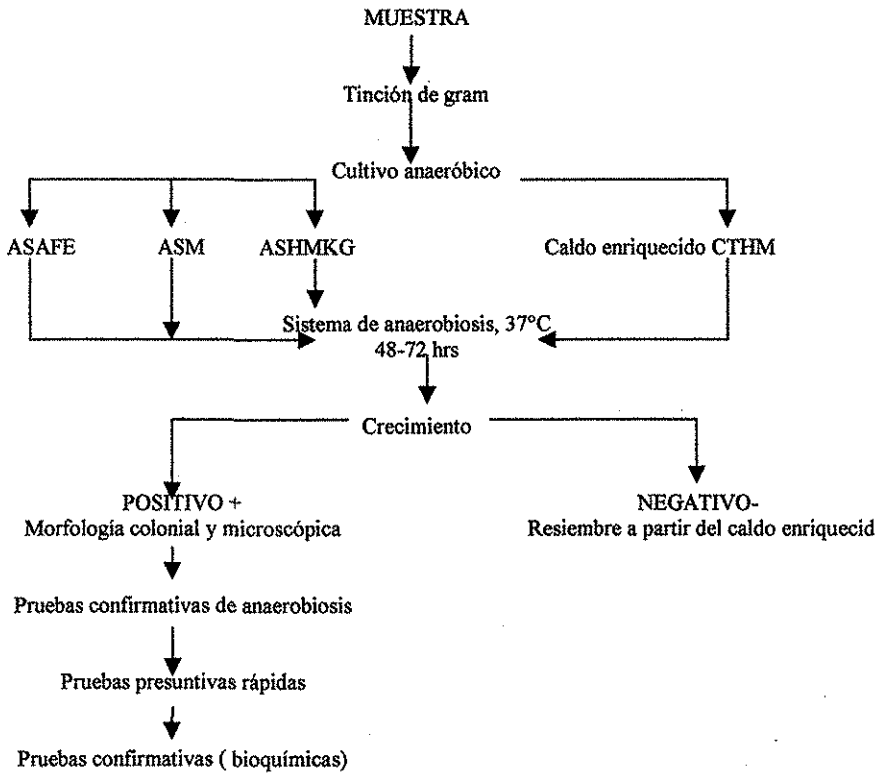 MUESTRA
Tinción de gram
Cultivo anaeróbico
ASAFE
ASM
ASHMKG
Caldo enriquecido CTHM
Sistema de anaerobiosis, 37°C
48-72 hrs
Crecimiento
POSITIVO +
Morfología colonial y microscópica
NEGATIVO-
Resiembre a partir del caldo enriquecid
Pruebas confirmativas de anaerobiosis
Pruebas presuntivas rápidas
Pruebas confirmativas ( bioquímicas)